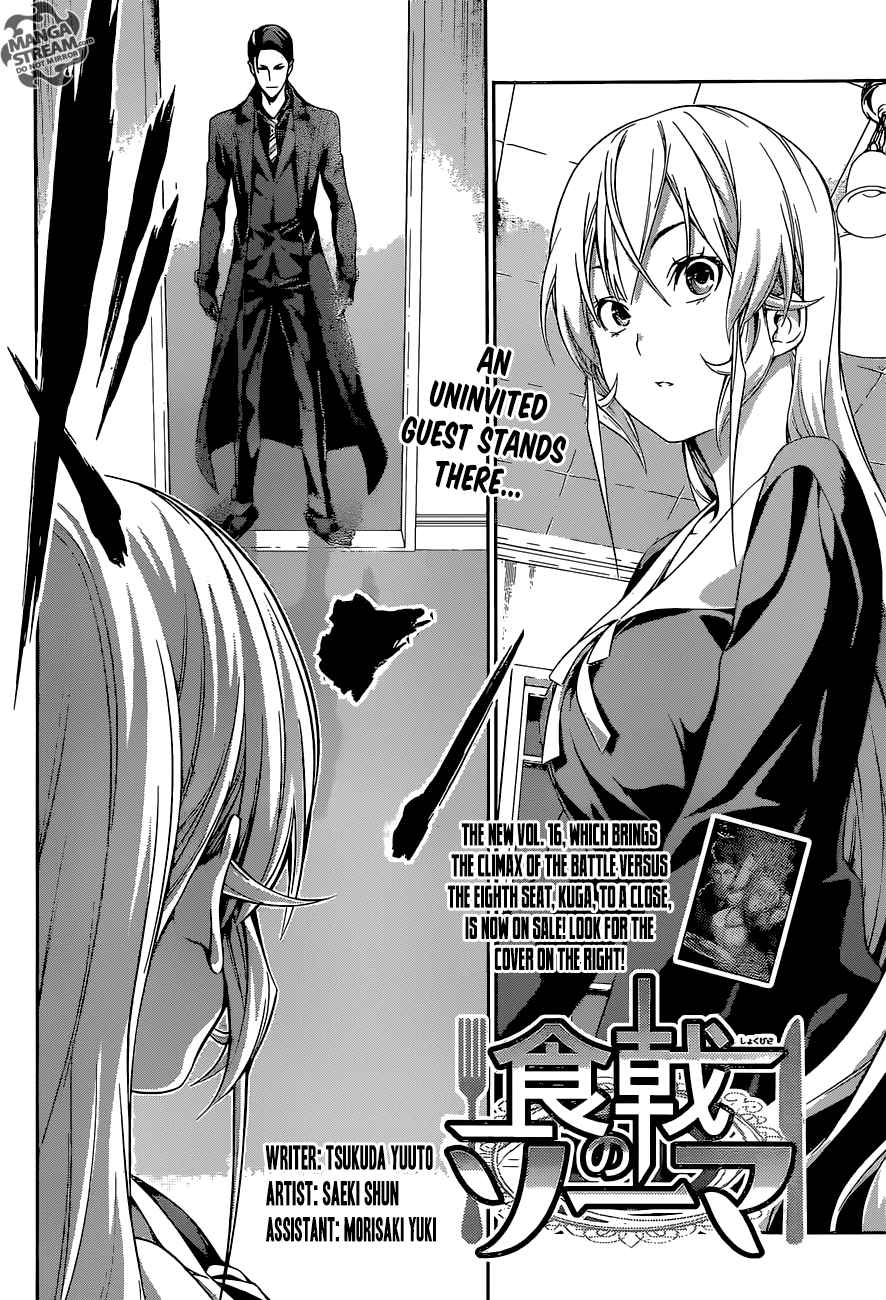 MANGA
STREAM.com
DO NOT MIRROR!
AN
UNINVITED
GUEST STANDS
THERE...
THE NEW VOL. 16, WHICH BRINGS
THE CLIMAX OF THE BATTLE VERSUS
THE EIGHTH SEAT, KUGA, TO A CLOSE,
IS NOW ON SALE! LOOK FOR THE
COVER ON THE RIGHT!
しょくげき
食戟の
ソーマ
WRITER: TSUKUDA YUUTO
ARTIST: SAEKI SHUN
ASSISTANT: MORISAKI YUKI